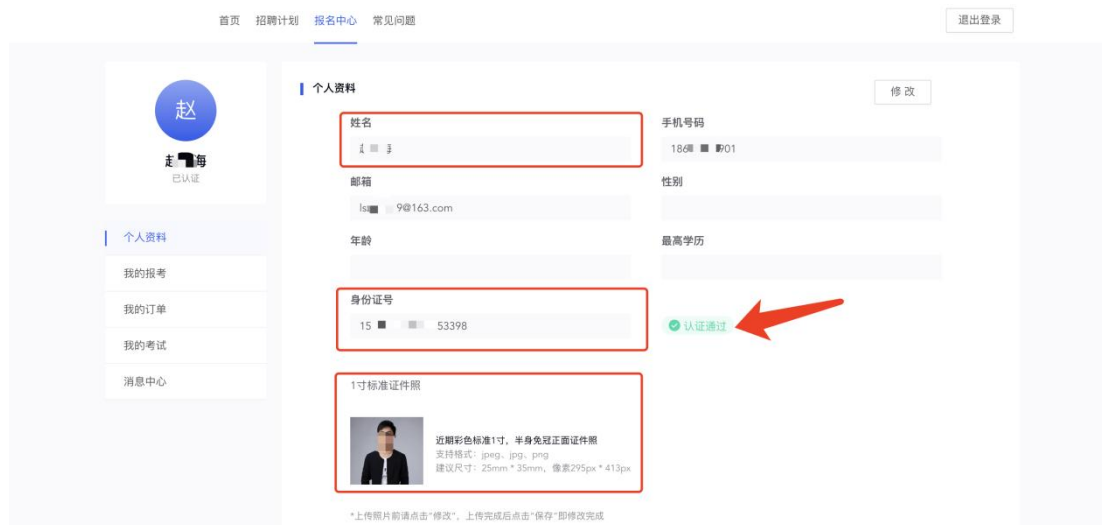 首页 招聘计划 报名中心 常见问题 退出登录
赵
海
已认证
个人资料
我的报考
我的订单
我的考试
消息中心
个人资料 修改
姓名 手机号码
186 901
邮箱 性别
9@163.com
年龄 最高学历
身份证号
15 53398 认证通过
1寸标准证件照
近期彩色标准1寸，半身免冠正面证件照
支持格式：jpeg、jpg、png
建议尺寸：25mm * 35mm，像素295px * 413px
*上传照片前请点击“修改”，上传完成后点击“保存”即修改完成